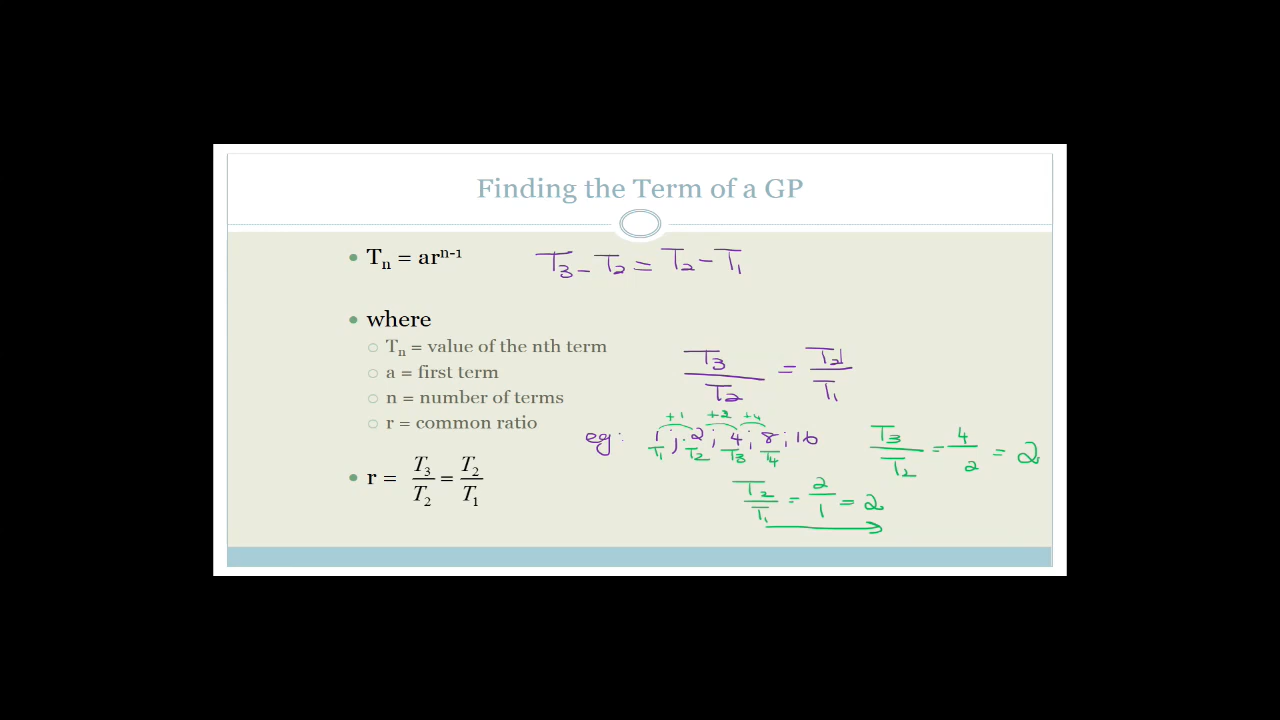 Finding the Term of a GP
• Tn = ar^n-1
T3 - T2 = T2 - T1
• where
○ Tn = value of the nth term
○ a = first term
○ n = number of terms
○ r = common ratio
T3/T2 = T2/T1
+1 +2 +4
eg: 1; 2; 4; 8; 16
T1 T2 T3 T4
T3/T2 = 4/2 = 2
• r = T3/T2 = T2/T1
T2/T1 = 2/1 = 2